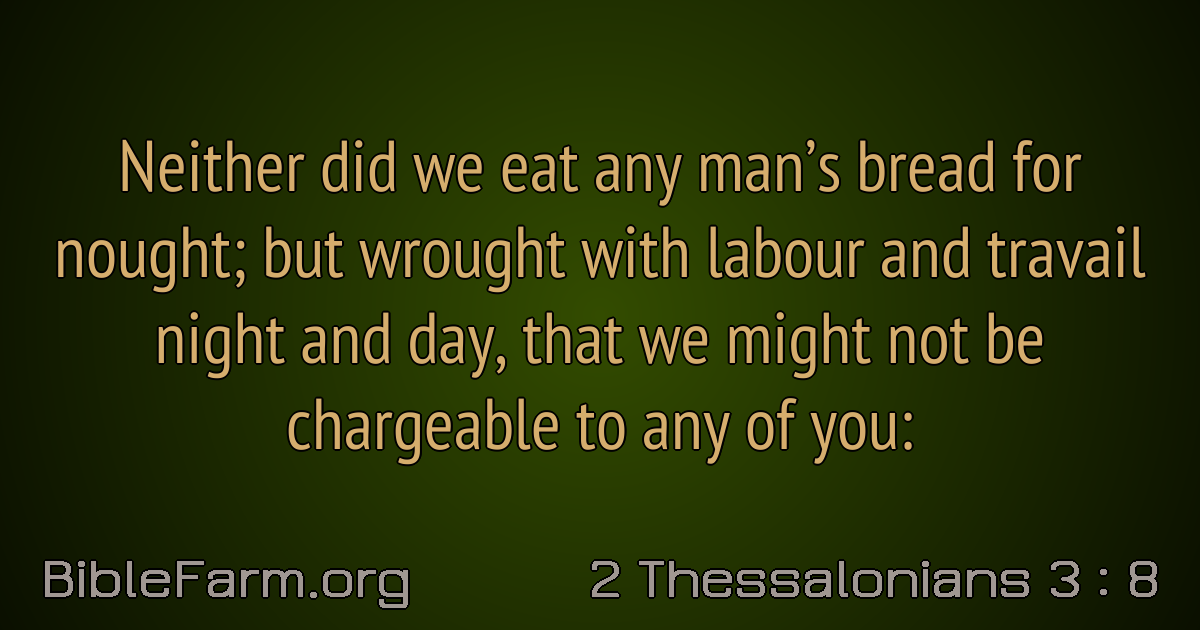 Neither did we eat any man’s bread for
nought; but wrought with labour and travail
night and day, that we might not be
chargeable to any of you:
BibleFarm.org
2 Thessalonians 3 : 8